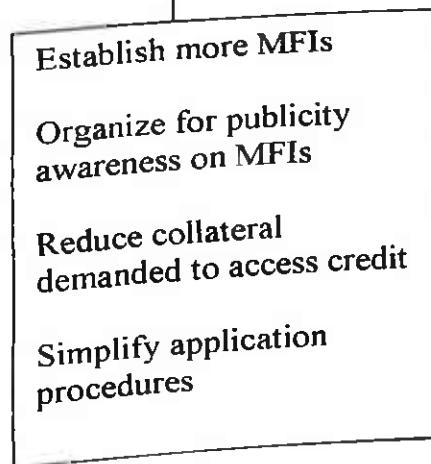 Establish more MFIs
Organize for publicity
awareness on MFIs
Reduce collateral
demanded to access credit
Simplify application
procedures